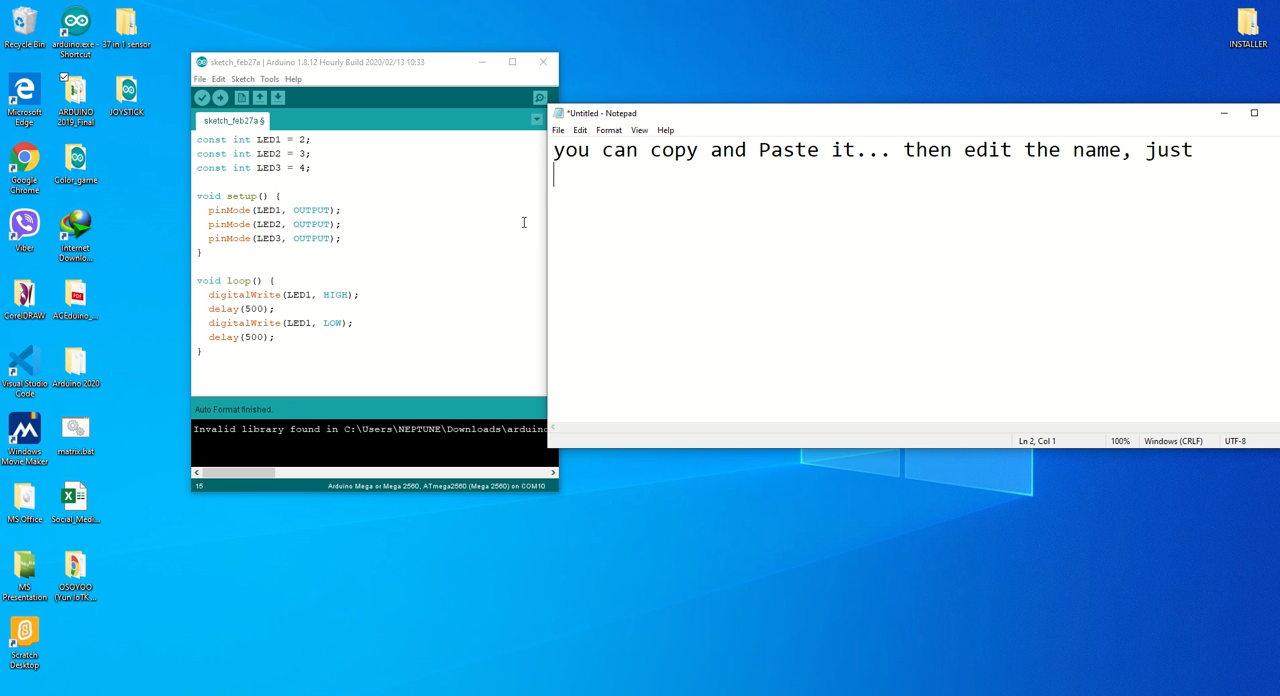 Recycle Bin
arduino.exe - Shortcut
37 in 1 sensor
INSTALLER
Microsoft Edge
ARDUINO 2019_Final
JOYSTICK
Google Chrome
Color_game
Viber
Internet Downlo...
CorelDRAW
ACEduino_...
Visual Studio Code
Arduino 2020
Windows Movie Maker
matrix.bat
MS Office
Social_Medi...
MS Presentation
OSOYOO (Yun IoTK ...
Scratch Desktop
sketch_feb27a | Arduino 1.8.12 Hourly Build 2020/02/13 10:33
File Edit Sketch Tools Help
sketch_feb27a §
const int LED1 = 2;
const int LED2 = 3;
const int LED3 = 4;
void setup() {
pinMode(LED1, OUTPUT);
pinMode(LED2, OUTPUT);
pinMode(LED3, OUTPUT);
}
void loop() {
digitalWrite(LED1, HIGH);
delay(500);
digitalWrite(LED1, LOW);
delay(500);
}
Auto Format finished.
Invalid library found in C:\Users\NEPTUNE\Downloads\arduino
15
Arduino Mega or Mega 2560, ATmega2560 (Mega 2560) on COM10
*Untitled - Notepad
File Edit Format View Help
you can copy and Paste it... then edit the name, just
Ln 2, Col 1
100%
Windows (CRLF)
UTF-8